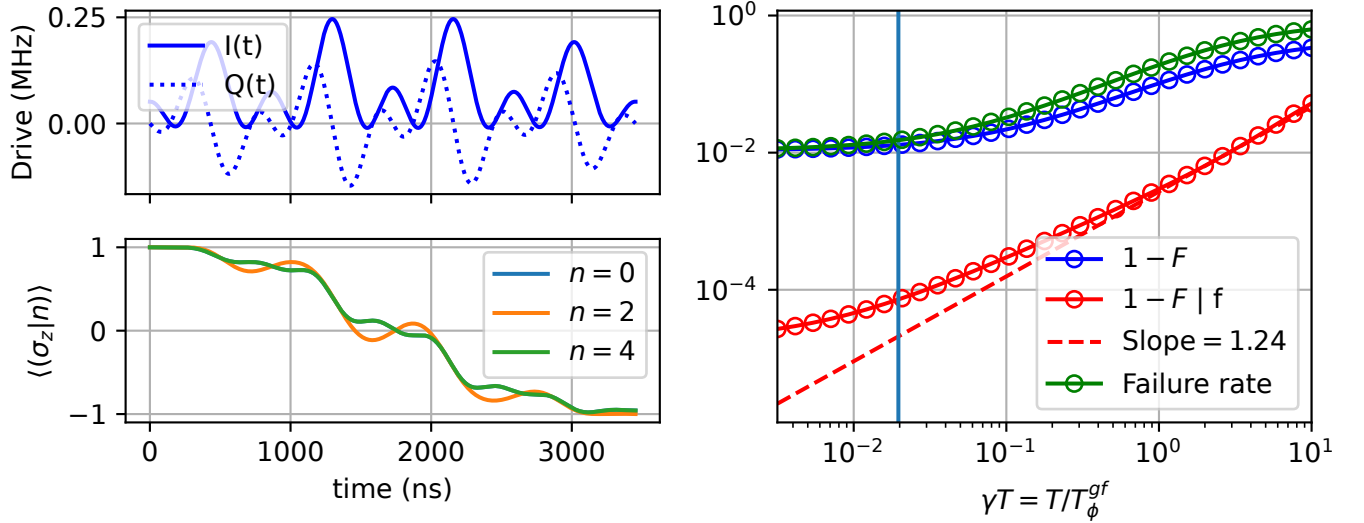 0.25
0.00
Drive (MHz)
I(t)
Q(t)
1
0
−1
⟨(σz|n)⟩
n = 0
n = 2
n = 4
0 1000 2000 3000
time (ns)
10^0
10^−2
10^−4
1 − F
1 − F | f
Slope = 1.24
Failure rate
10^−2 10^−1 10^0 10^1
γT = T/T_ϕ^{gf}